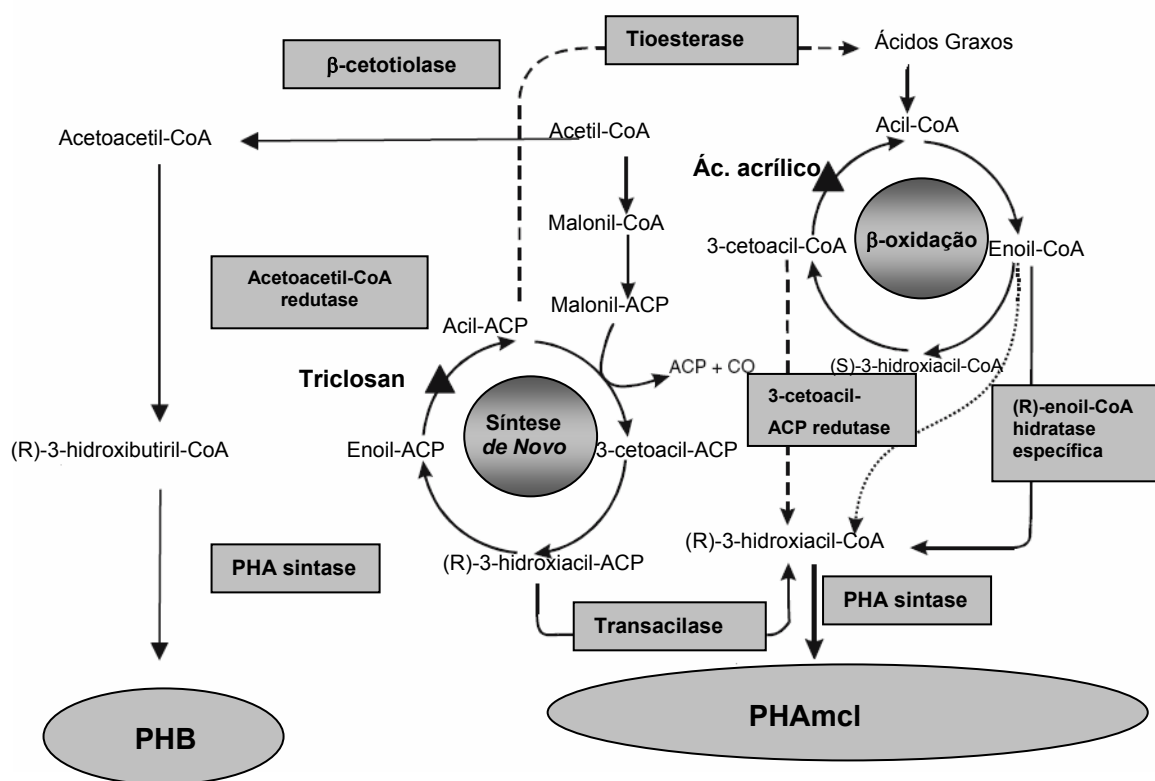 Tioesterase
Ácidos Graxos
β-cetotiolase
Acetoacetil-CoA
Acetil-CoA
Acil-CoA
Ác. acrílico
Malonil-CoA
3-cetoacil-CoA
β-oxidação
Enoil-CoA
Acetoacetil-CoA
redutase
Malonil-ACP
Acil-ACP
(S)-3-hidroxiacil-CoA
ACP + CO
Triclosan
3-cetoacil-
ACP redutase
(R)-enoil-CoA
hidratase
específica
Síntese
de Novo
(R)-3-hidroxibutiril-CoA
Enoil-ACP
3-cetoacil-ACP
(R)-3-hidroxiacil-CoA
(R)-3-hidroxiacil-ACP
PHA sintase
PHA sintase
Transacilase
PHB
PHAmcl